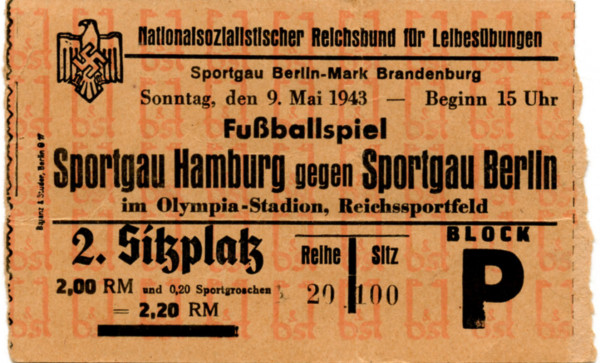 Nationalsozialistischer Reichsbund für Leibesübungen
Sportgau Berlin-Mark Brandenburg
Sonntag, den 9. Mai 1943 — Beginn 15 Uhr
Fußballspiel
Sportgau Hamburg gegen Sportgau Berlin
im Olympia-Stadion, Reichssportfeld
2. Sitzplatz
2,00 RM und 0,20 Sportgroschen
= 2,20 RM
Reihe Sitz
20 100
BLOCK
P
Berlin